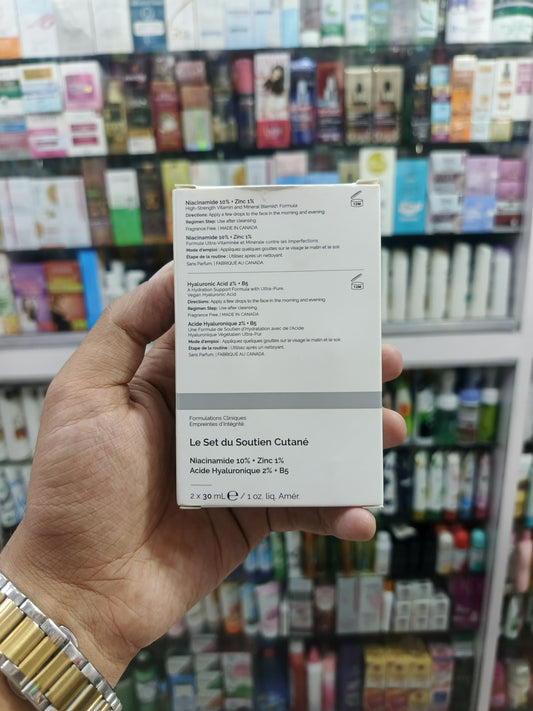 Niacinamide 10% + Zinc 1%
High-Strength Vitamin and Mineral Blemish Formula
Directions: Apply a few drops to the face in the morning and evening.
Regimen Step: Use after cleansing.
Fragrance Free. | MADE IN CANADA
12M
Niacinamide 10% + Zinc 1%
Formule Ultra-Vitaminée et Minérale contre les Imperfections
Mode d'emploi : Appliquez quelques gouttes sur le visage le matin et le soir.
Étape de la routine : Utilisez après un nettoyant.
Sans Parfum. | FABRIQUÉ AU CANADA
Hyaluronic Acid 2% + B5
A Hydration Support Formula with Ultra-Pure,
Vegan Hyaluronic Acid
Directions: Apply a few drops to the face in the morning and evening.
Regimen Step: Use after cleansing.
Fragrance Free. | MADE IN CANADA
12M
Acide Hyaluronique 2% + B5
Une Formule de Soutien d'Hydratation avec de l'Acide
Hyaluronique Végétalien Ultra-Pur
Mode d'emploi : Appliquez quelques gouttes sur le visage le matin et le soir.
Étape de la routine : Utilisez après un nettoyant.
Sans Parfum. | FABRIQUÉ AU CANADA
Formulations Cliniques
Empreintes d'Intégrité.
Le Set du Soutien Cutané
Niacinamide 10% + Zinc 1%
Acide Hyaluronique 2% + B5
2 x 30 mL ℮ / 1 oz. liq. Amér.